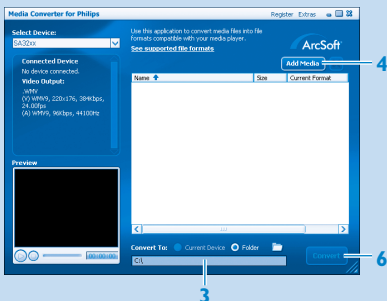 Media Converter for Philips
Register Extras
Select Device:
SA32xx
Connected Device
No device connected.
Video Output:
.WMV
(V) WMV9, 220x176, 384Kbps,
24.00fps
(A) WMV9, 96Kbps, 44100Hz
Use this application to convert media files into file
formats compatible with your media player.
See supported file formats
ArcSoft
Add Media
4
Name Size Current Format
Preview
00:00:00
Convert To: Current Device Folder
C:\
Convert
6
3